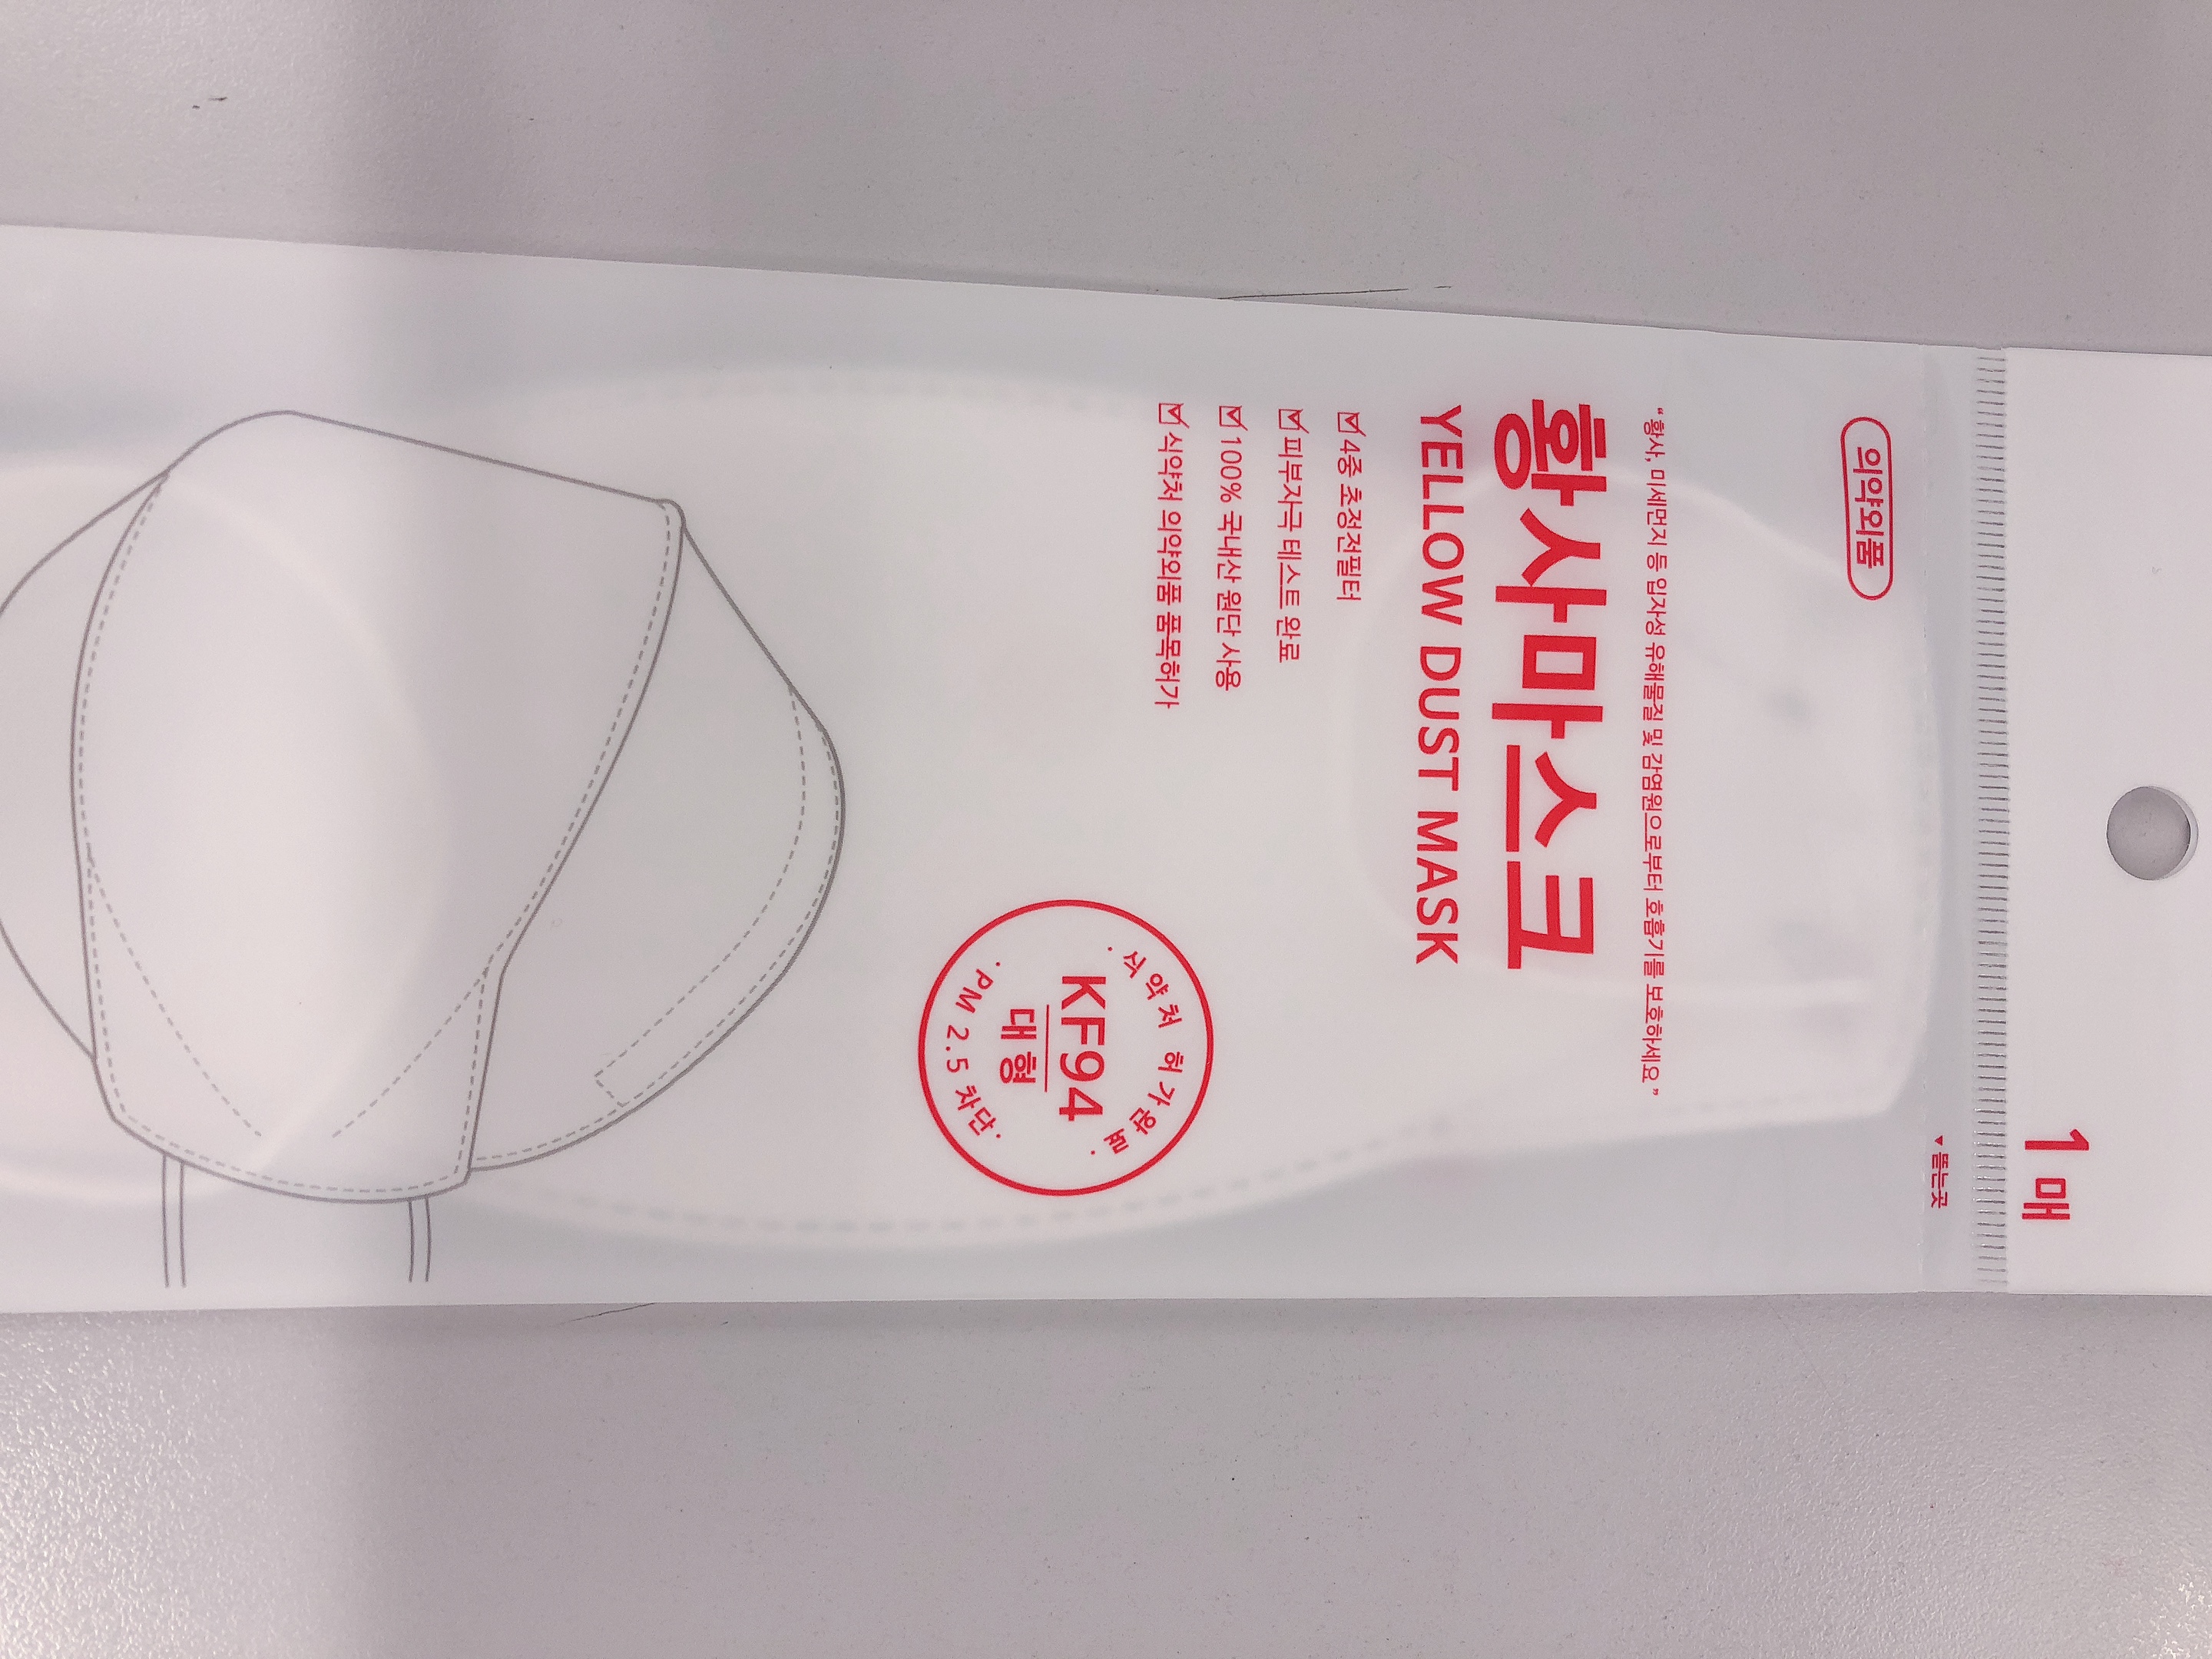 1매
▼뜯는곳
의약외품
"황사, 미세먼지 등 입자성 유해물질 및 감염원으로부터 호흡기를 보호하세요."
황사마스크
YELLOW DUST MASK
☑4중 초정전필터
☑피부자극 테스트 완료
☑100% 국내산 원단 사용
☑식약처 의약외품 품목허가
· 식약처 허가완료 ·
KF94
대형
· PM 2.5 차단 ·